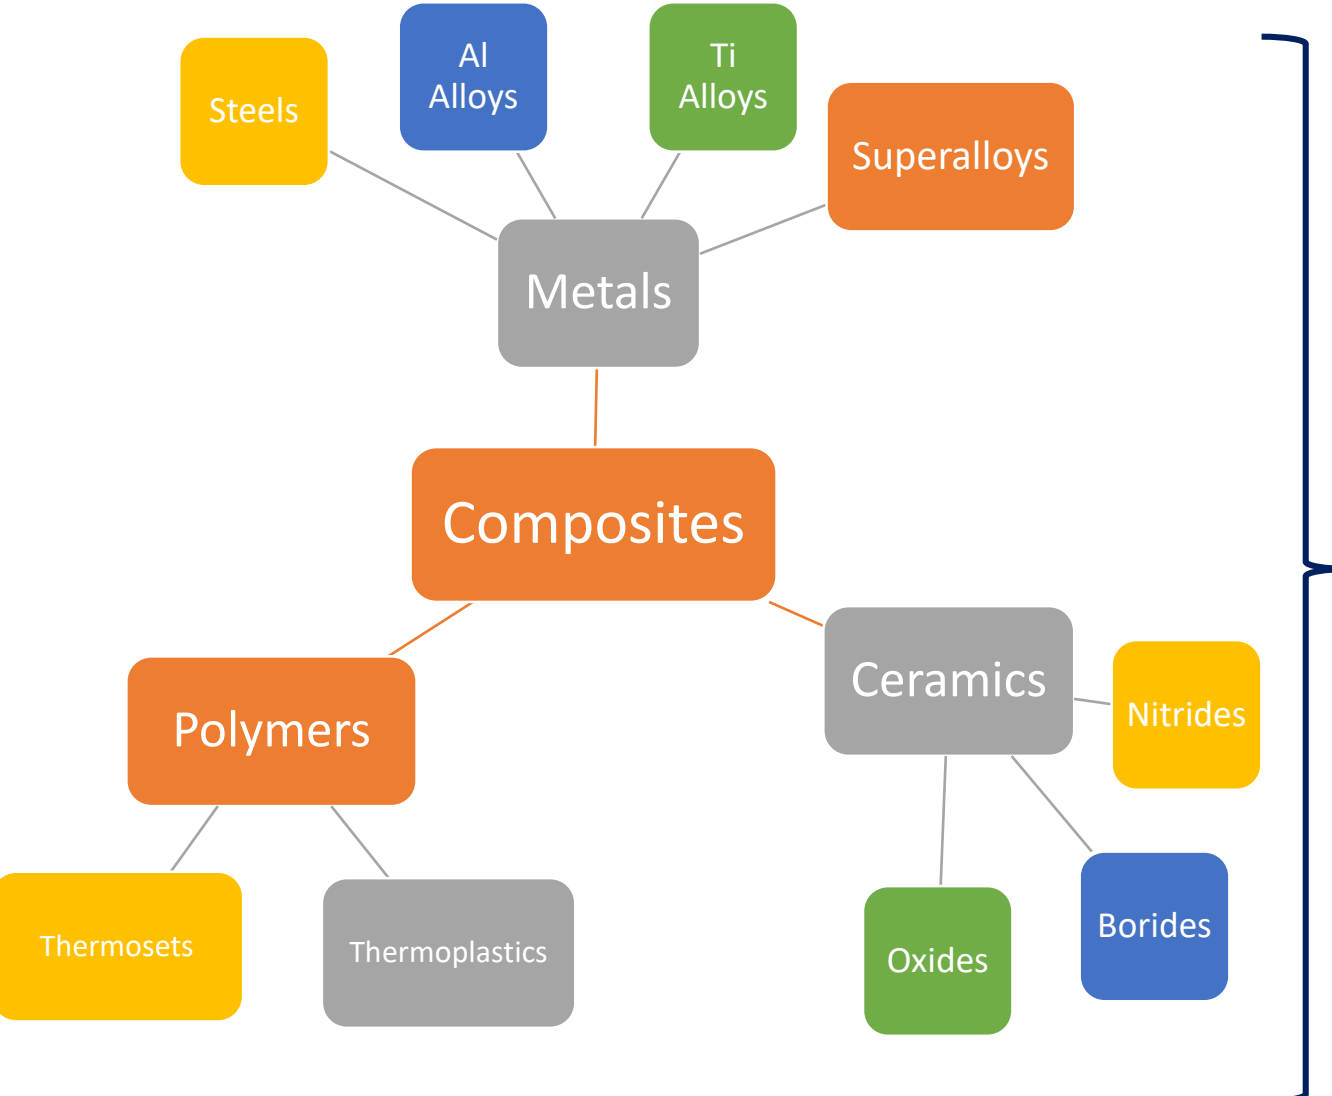 Steels
Al
Alloys
Ti
Alloys
Superalloys
Metals
Composites
Polymers
Ceramics
Nitrides
Thermosets
Thermoplastics
Oxides
Borides